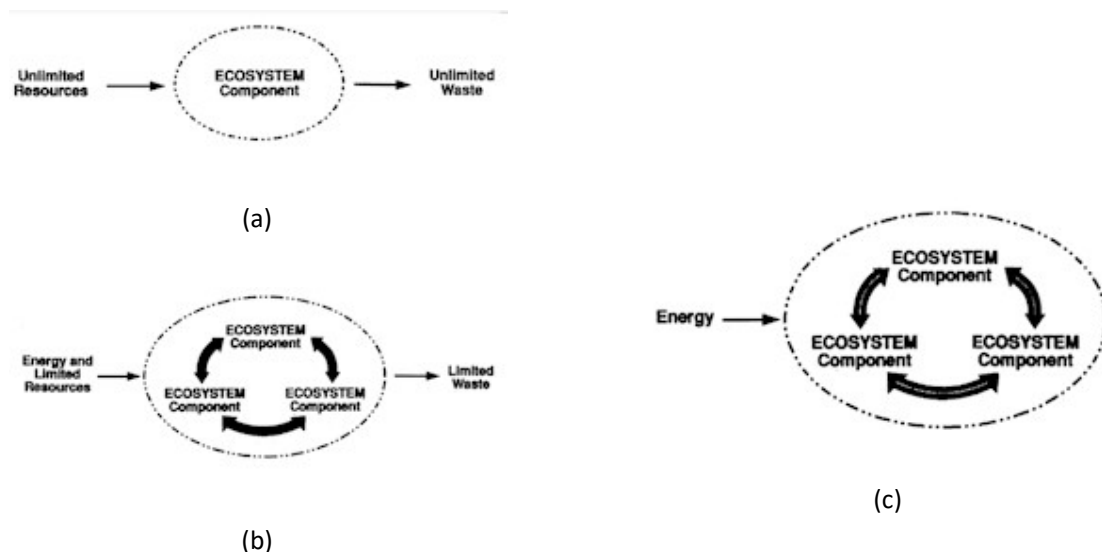 Unlimited
Resources
ECOSYSTEM
Component
Unlimited
Waste
(a)
Energy and
Limited
Resources
ECOSYSTEM
Component
ECOSYSTEM
Component
ECOSYSTEM
Component
Limited
Waste
(b)
Energy
ECOSYSTEM
Component
ECOSYSTEM
Component
ECOSYSTEM
Component
(c)